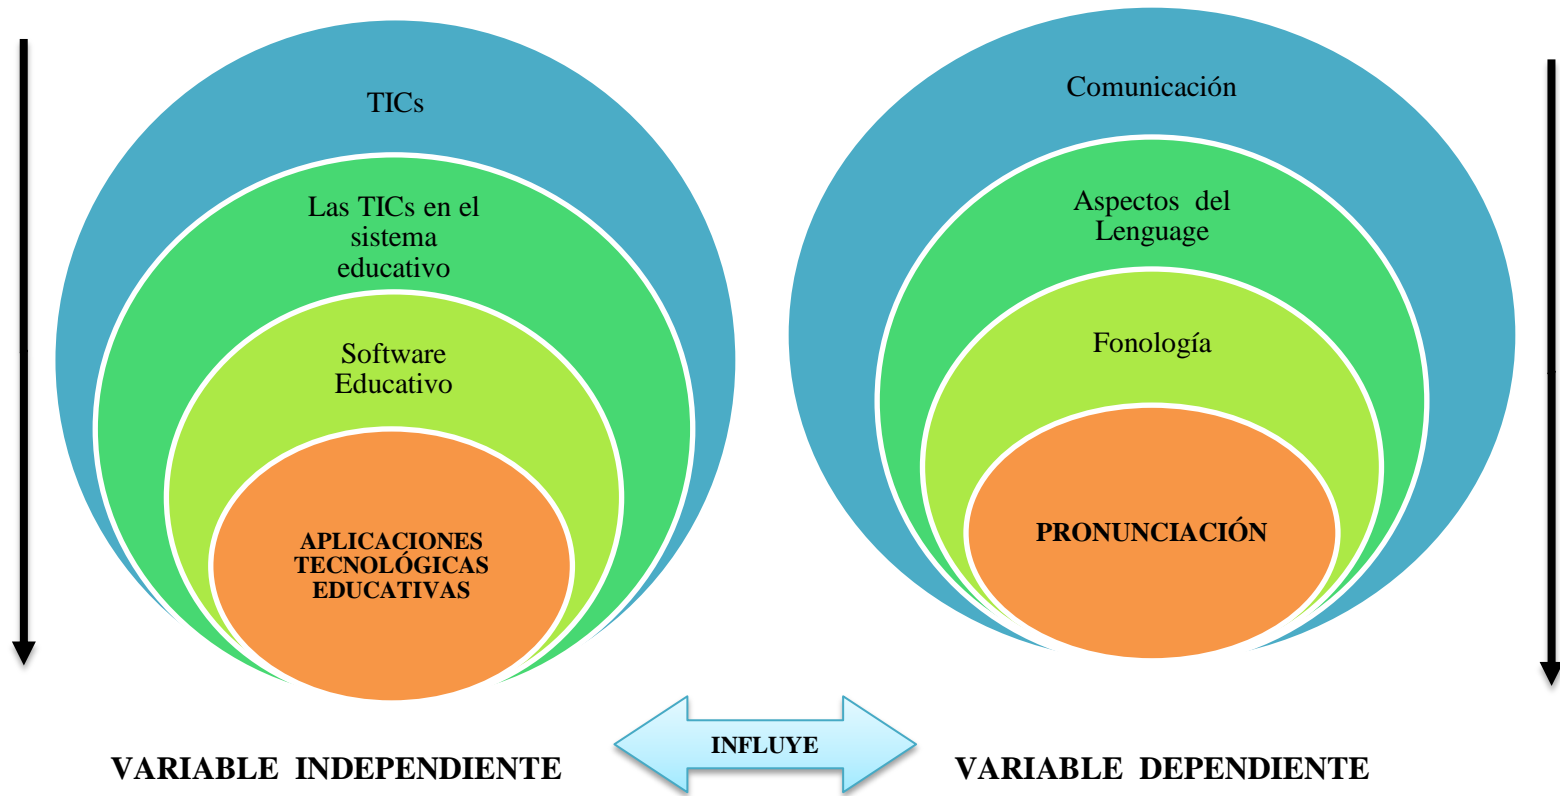 TICs
Las TICs en el
sistema
educativo
Software
Educativo
APLICACIONES
TECNOLÓGICAS
EDUCATIVAS
VARIABLE INDEPENDIENTE
INFLUYE
Comunicación
Aspectos del
Lenguage
Fonología
PRONUNCIACIÓN
VARIABLE DEPENDIENTE